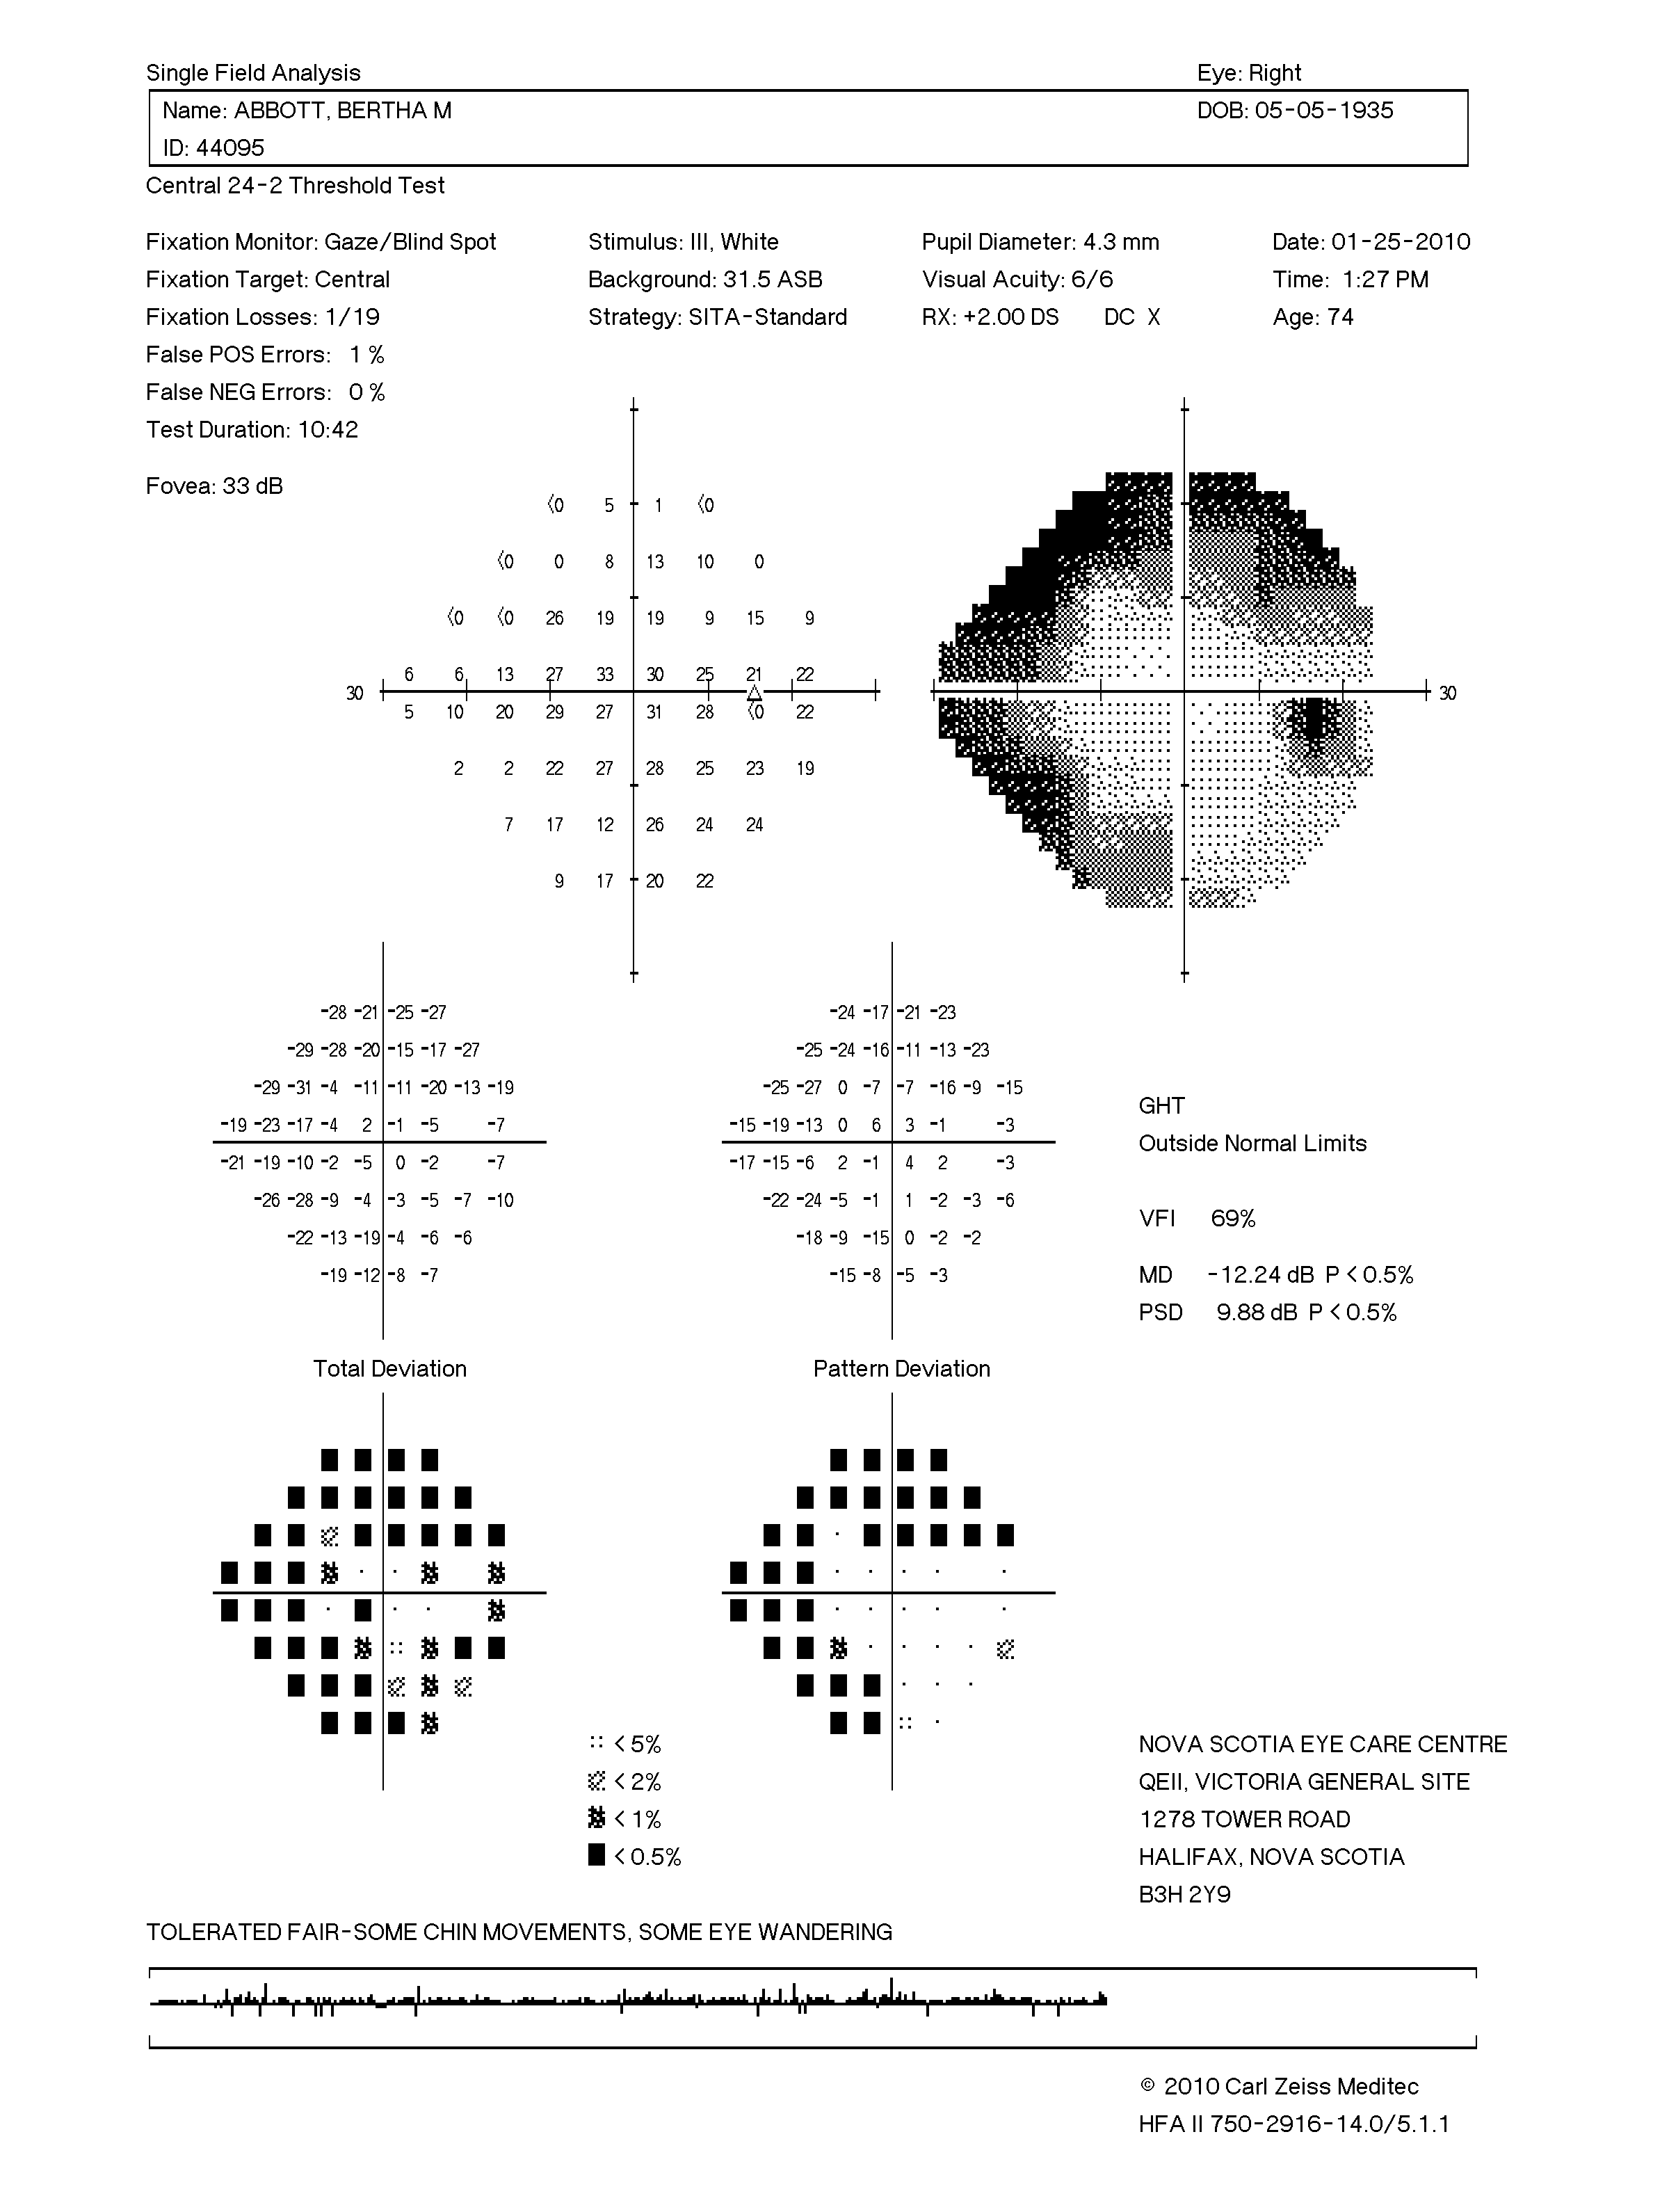 Single Field Analysis Eye: Right
Name: ABBOTT, BERTHA M DOB: 05-05-1935
ID: 44095
Central 24-2 Threshold Test
Fixation Monitor: Gaze/Blind Spot Stimulus: III, White Pupil Diameter: 4.3 mm Date: 01-25-2010
Fixation Target: Central Background: 31.5 ASB Visual Acuity: 6/6 Time: 1:27 PM
Fixation Losses: 1/19 Strategy: SITA-Standard RX: +2.00 DS DC X Age: 74
False POS Errors: 1 %
False NEG Errors: 0 %
Test Duration: 10:42
Fovea: 33 dB
<0 5 1 <0
<0 0 8 13 10 0
<0 <0 26 19 19 9 15 9
6 6 13 27 33 30 25 21 22
30 30
5 10 20 29 27 31 28 <0 22
2 2 22 27 28 25 23 19
7 17 12 26 24 24
9 17 20 22
-28 -21 -25 -27 -24 -17 -21 -23
-29 -28 -20 -15 -17 -27 -25 -24 -16 -11 -13 -23
-29 -31 -4 -11 -11 -20 -13 -19 -25 -27 0 -7 -7 -16 -9 -15
GHT
-19 -23 -17 -4 2 -1 -5 -7 -15 -19 -13 0 6 3 -1 -3
Outside Normal Limits
-21 -19 -10 -2 -5 0 -2 -7 -17 -15 -6 2 -1 4 2 -3
-26 -28 -9 -4 -3 -5 -7 -10 -22 -24 -5 -1 1 -2 -3 -6
VFI 69%
-22 -13 -19 -4 -6 -6 -18 -9 -15 0 -2 -2
-19 -12 -8 -7 -15 -8 -5 -3 MD -12.24 dB P < 0.5%
PSD 9.88 dB P < 0.5%
Total Deviation Pattern Deviation
< 5% NOVA SCOTIA EYE CARE CENTRE
< 2% QEII, VICTORIA GENERAL SITE
< 1% 1278 TOWER ROAD
< 0.5% HALIFAX, NOVA SCOTIA
B3H 2Y9
TOLERATED FAIR-SOME CHIN MOVEMENTS, SOME EYE WANDERING
© 2010 Carl Zeiss Meditec
HFA II 750-2916-14.0/5.1.1